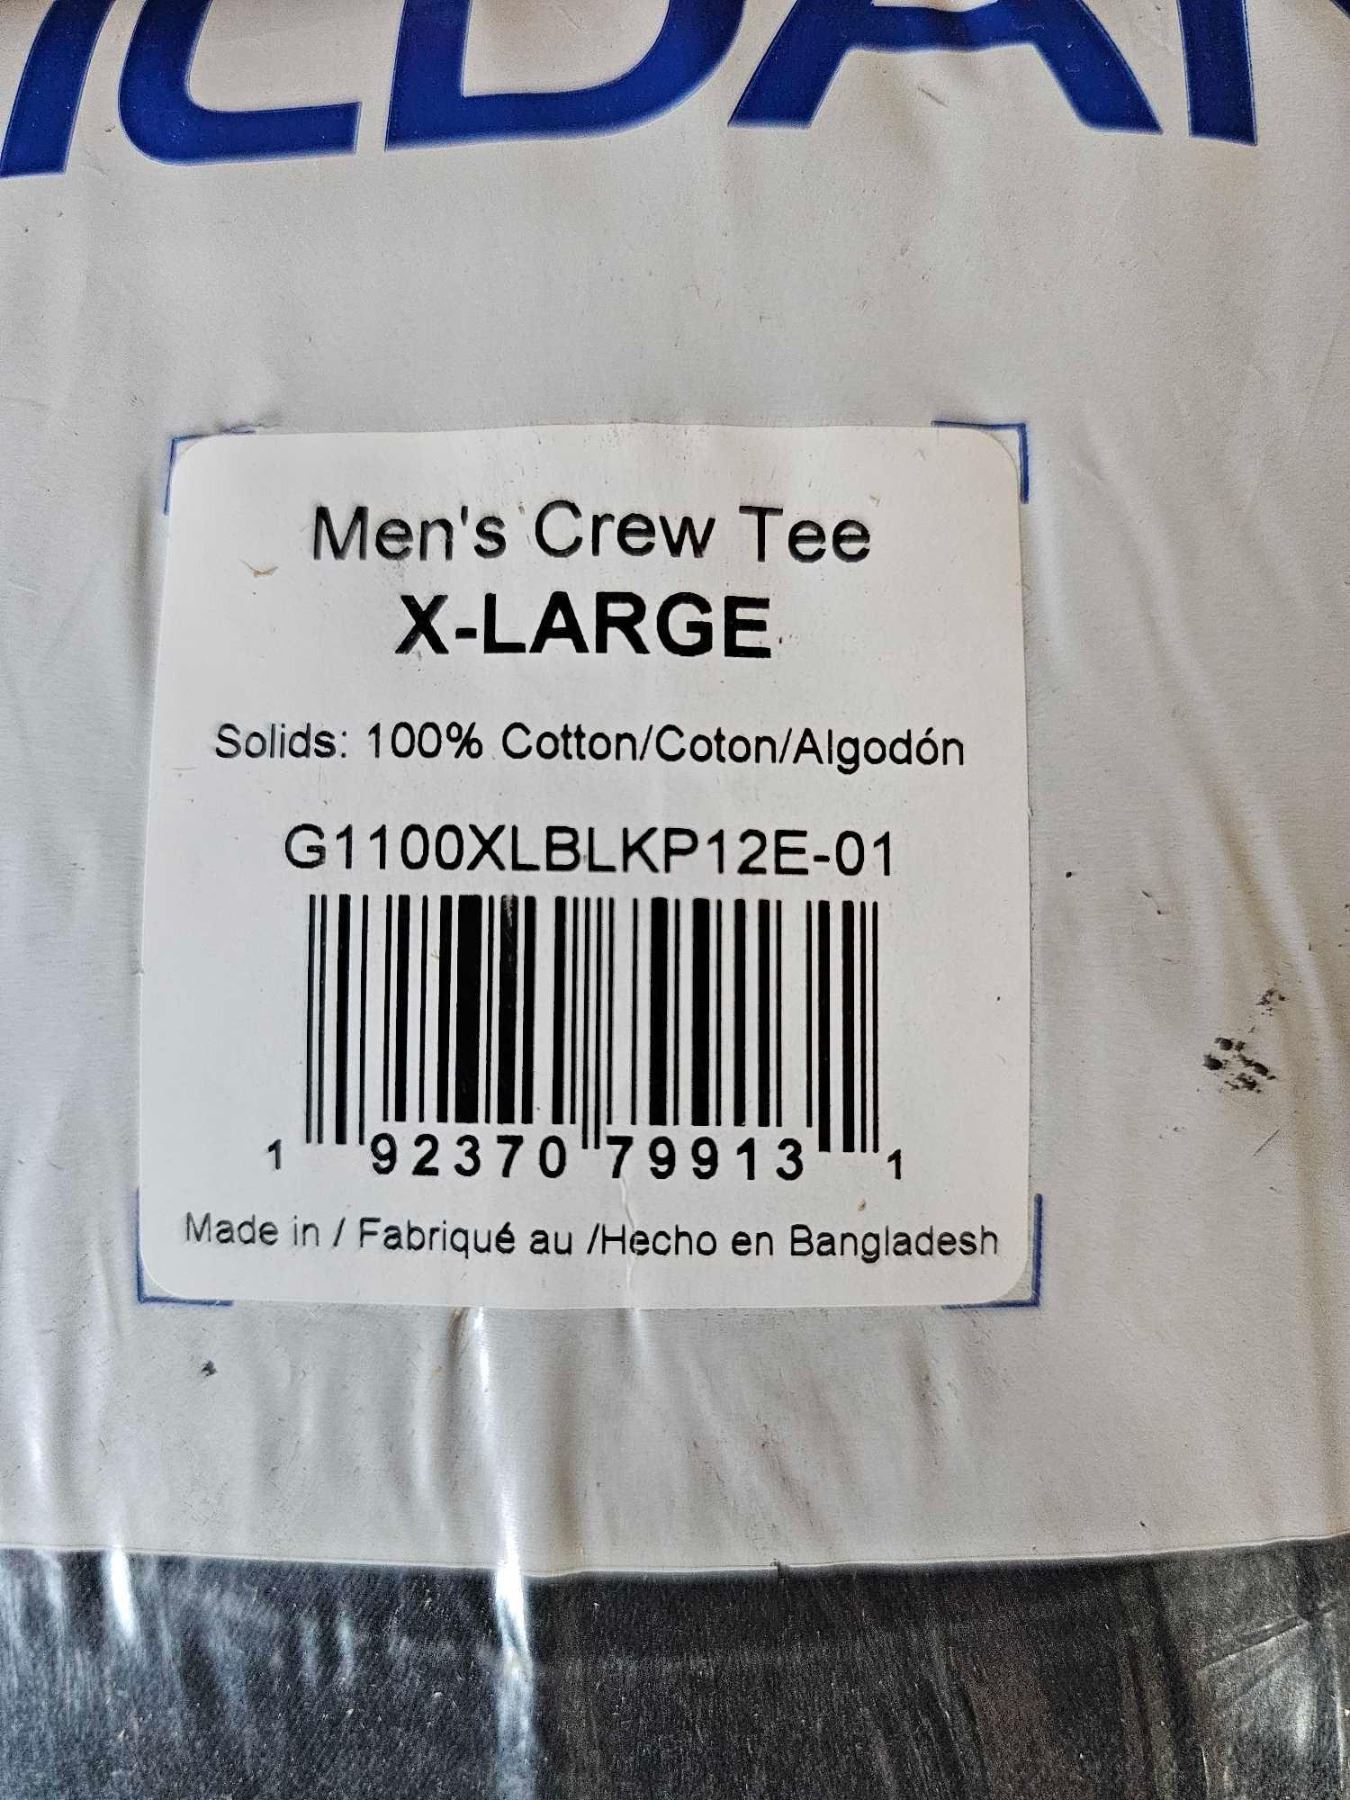 ILDAN
Men's Crew Tee
X-LARGE
Solids: 100% Cotton/Coton/Algodón
G1100XLBLKP12E-01
1 92370 79913 1
Made in / Fabriqué au /Hecho en Bangladesh